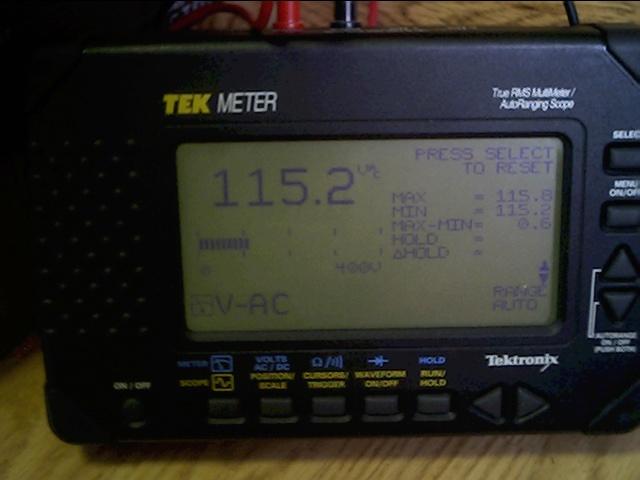 TEK METER
True RMS MultiMeter/
AutoRanging Scope
PRESS SELECT
TO RESET
115.2
MAX = 115.8
MIN = 115.2
MAX-MIN= 0.6
HOLD =
ΔHOLD =
0 400V
V-AC
RANGE
AUTO
SELEC
MENU
ON/OF
AUTORANGE
ON / OFF
(PUSH BOTH)
Tektronix
METER
VOLTS
AC / DC
Ω/
HOLD
SCOPE
POSITION/
SCALE
CURSORS/
TRIGGER
WAVEFORM
ON/OFF
RUN/
HOLD
ON / OFF